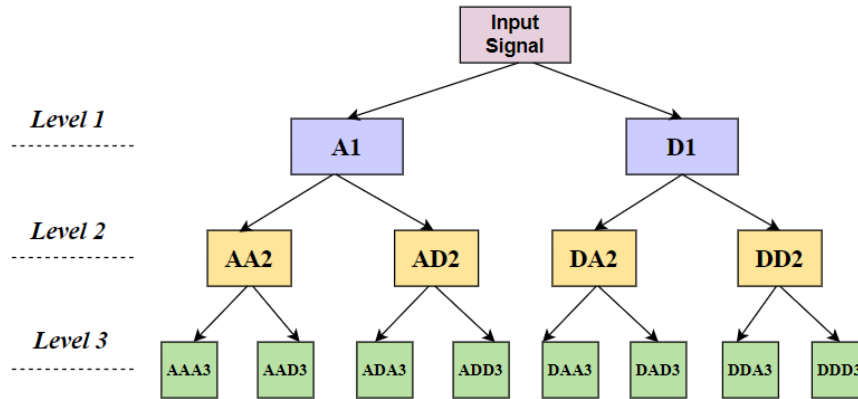 Input
Signal
Level 1
A1 D1
Level 2
AA2 AD2 DA2 DD2
Level 3
AAA3 AAD3 ADA3 ADD3 DAA3 DAD3 DDA3 DDD3